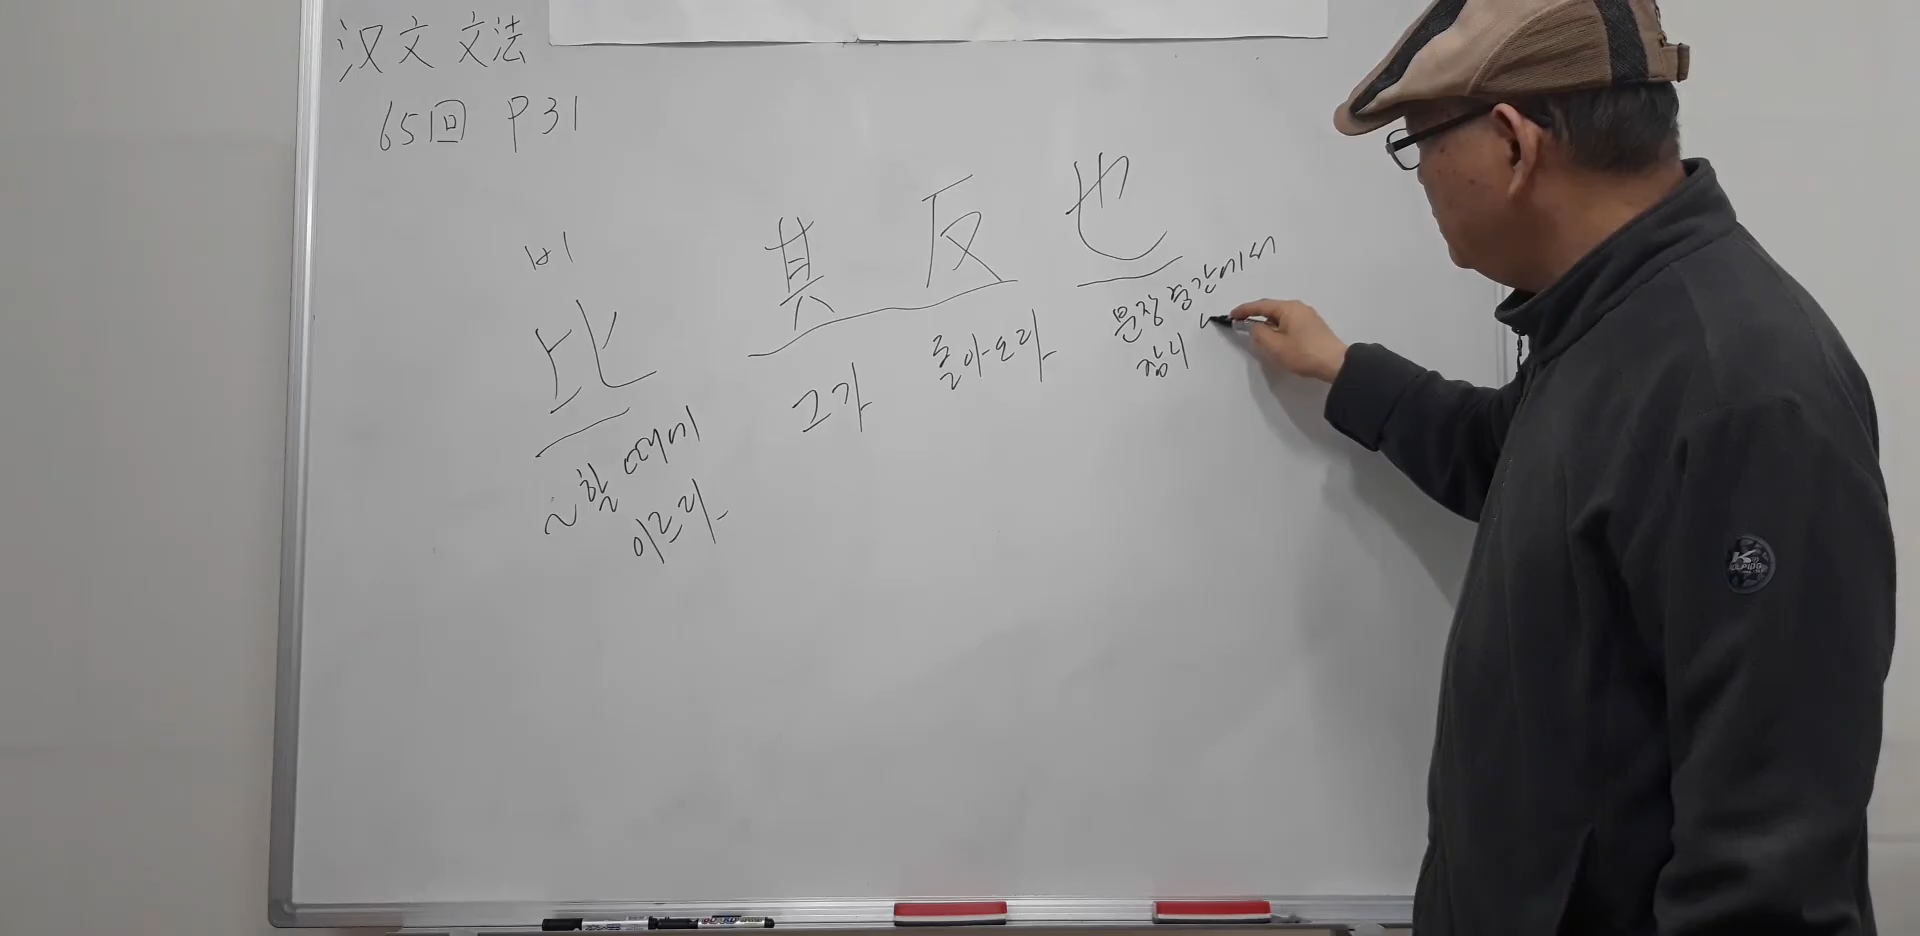 汉文 文法
65回 P31
비
比 其 反 也
~할 때에
이르러
그가
돌아오라
문장 중간에서
잠시